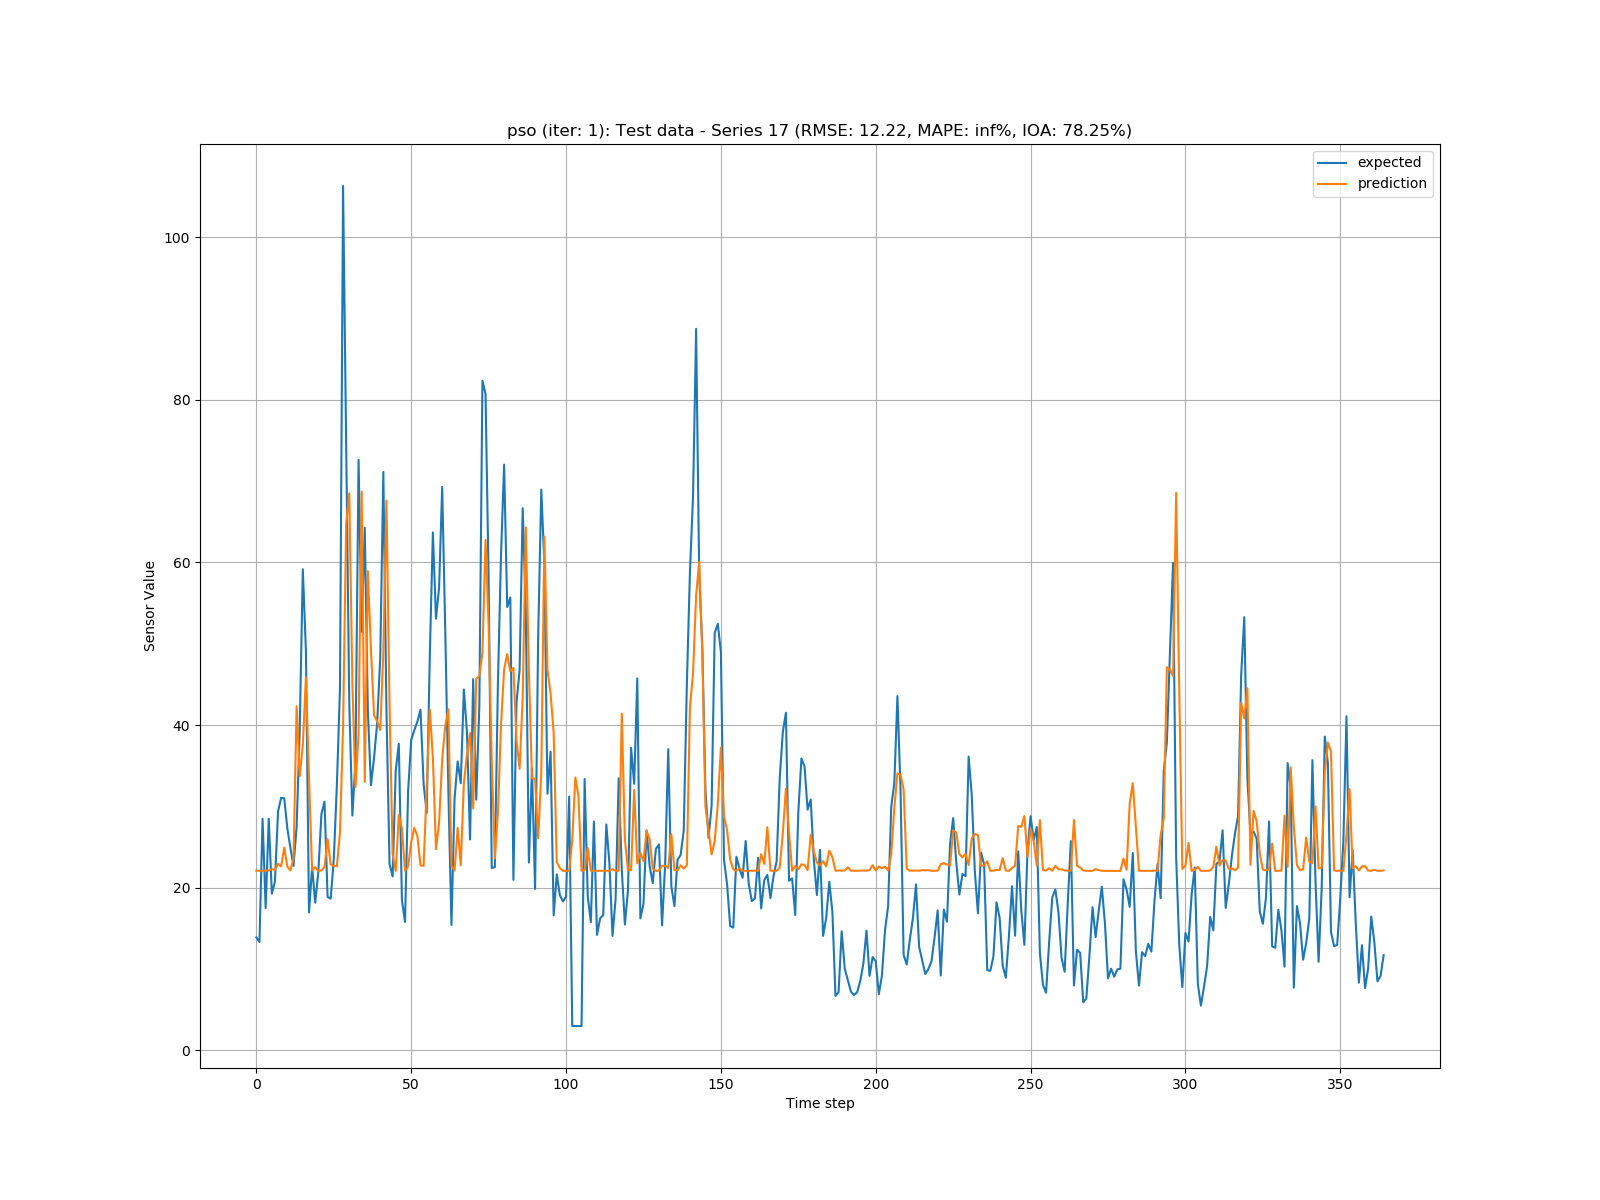 pso (iter: 1): Test data - Series 17 (RMSE: 12.22, MAPE: inf%, IOA: 78.25%)
expected
prediction
100
80
60
40
20
0
Sensor Value
0 50 100 150 200 250 300 350
Time step